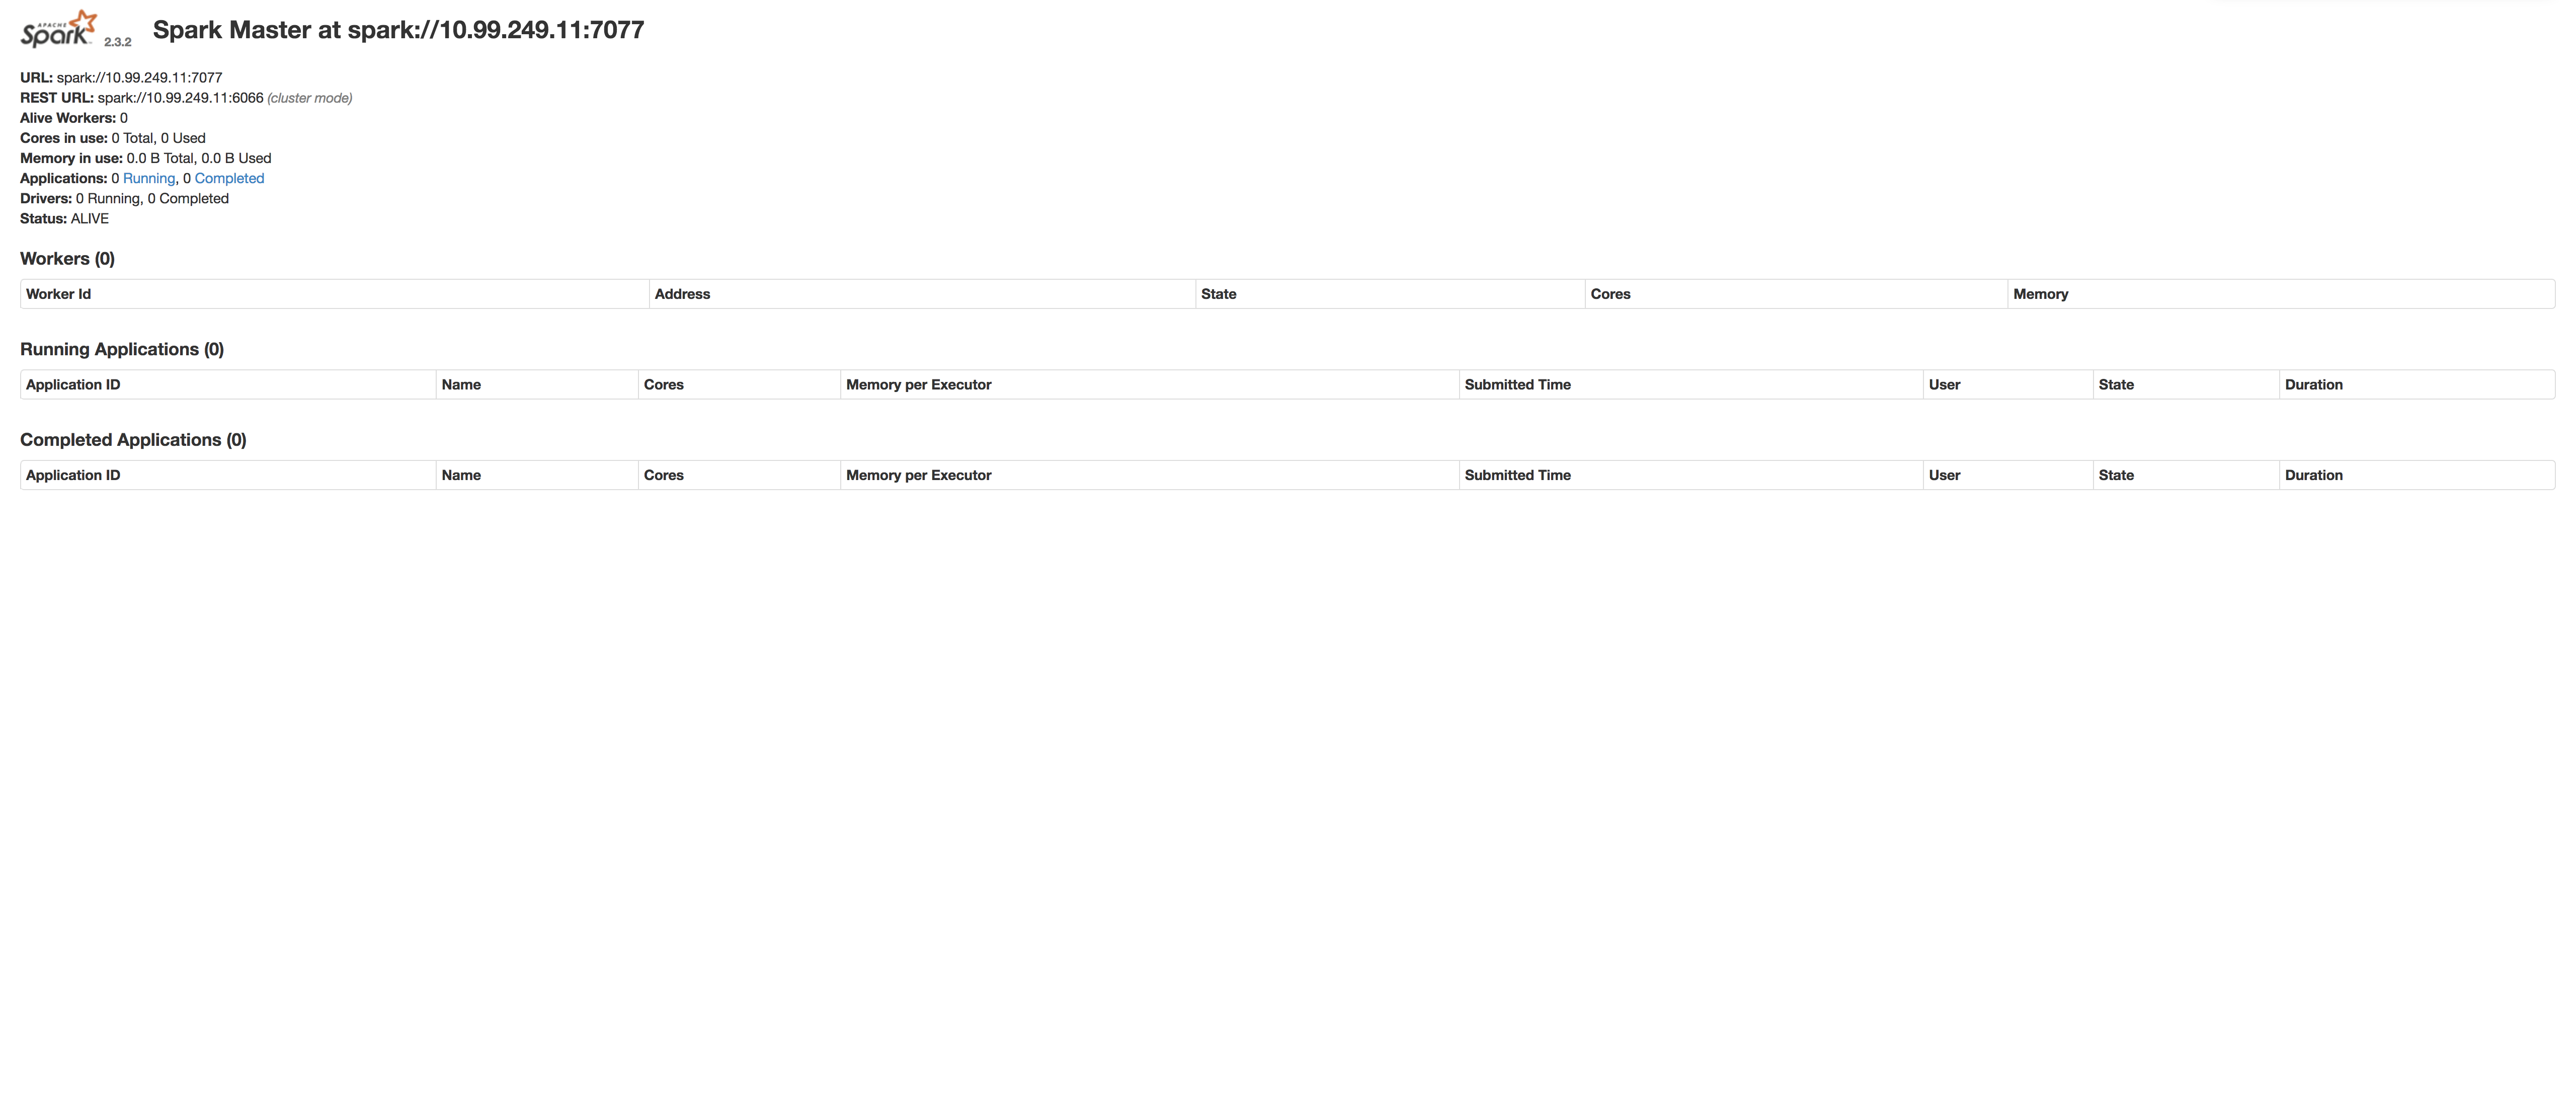 APACHE
Spark 2.3.2 Spark Master at spark://10.99.249.11:7077
URL: spark://10.99.249.11:7077
REST URL: spark://10.99.249.11:6066 (cluster mode)
Alive Workers: 0
Cores in use: 0 Total, 0 Used
Memory in use: 0.0 B Total, 0.0 B Used
Applications: 0 Running, 0 Completed
Drivers: 0 Running, 0 Completed
Status: ALIVE
Workers (0)
Worker Id Address State Cores Memory
Running Applications (0)
Application ID Name Cores Memory per Executor Submitted Time User State Duration
Completed Applications (0)
Application ID Name Cores Memory per Executor Submitted Time User State Duration